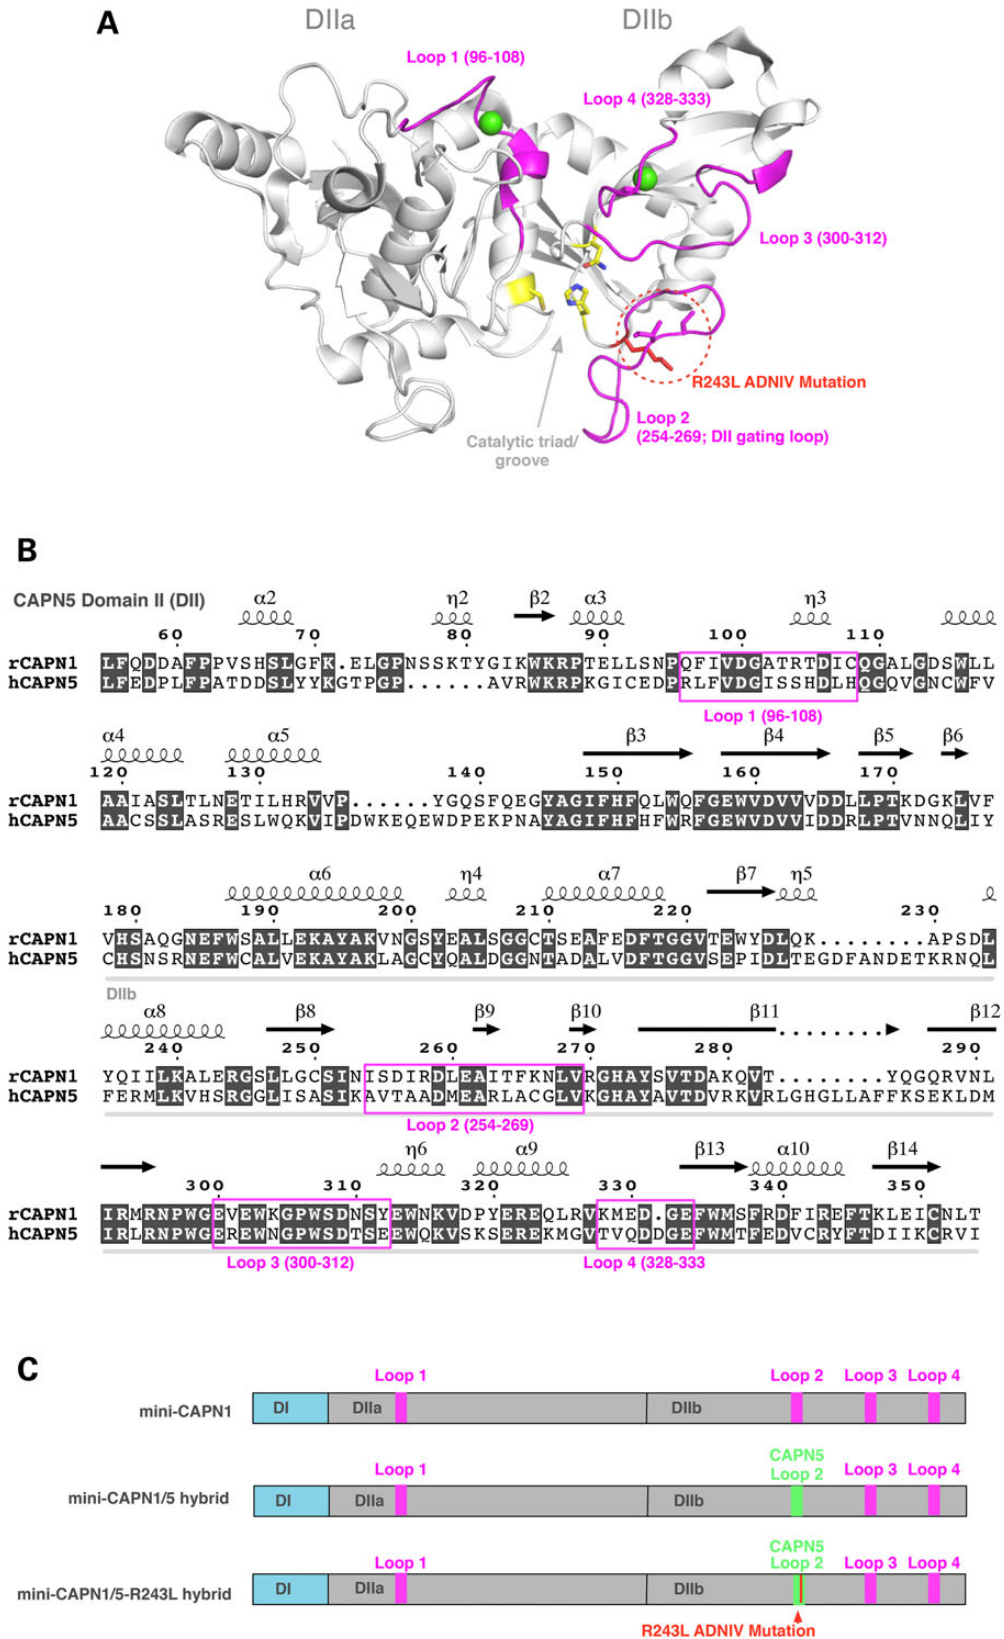 A
DIIa
DIIb
Loop 1 (96-108)
Loop 4 (328-333)
Loop 3 (300-312)
R243L ADNIV Mutation
Loop 2
(254-269; DII gating loop)
Catalytic triad/
groove
B
CAPN5 Domain II (DII)
α2 η2 β2 α3 η3
60 70 80 90 100 110
rCAPN1 LFQDDAFPPVSHSLGFK.ELGPNSSKTYGIKWKRPTELLSNPQFIVDGATRTDICQGALGDSWLL
hCAPN5 LFEDPLFPATDDSLYYKGTPGP......AVRWKRPKGICEDPRLFVDGISSHDLHQGQVGNCWFV
Loop 1 (96-108)
α4 α5 β3 β4 β5 β6
120 130 140 150 160 170
rCAPN1 AAIASLTLNETILHRVVP......YGQSFQEGYAGIFHFQLWQFGEWVDVVVDDLLPTKDGKLVF
hCAPN5 AACSSLASRESLWQKVIPDWKEQEWDPEKPNAYAGIFHFHFWRFGEWVDVVIDDRLPTVNNQLIY
α6 η4 α7 β7 η5
180 190 200 210 220 230
rCAPN1 VHSAQGNEFWSALLEKAYAKVNGSYEALSGGCTSEAFEDFTGGVTEWYDLQK........APSDL
hCAPN5 CHSNSRNEFWCALVEKAYAKLAGCYQALDGGNTADALVDFTGGVSEPIDLTEGDFANDETKRNQL
DIIb
α8 β8 β9 β10 β11 β12
240 250 260 270 280 290
rCAPN1 YQIILKALERGSLLGCSINISDIRDLEAITFKNLVRGHAYSVTDAKQVT........YQGQRVNL
hCAPN5 FERMLKVHSRGGLISASIKAVTAADMEARLACGLVKGHAYAVTDVRKVRLGHGLLAFFKSEKLDM
Loop 2 (254-269)
η6 α9 β13 α10 β14
300 310 320 330 340 350
rCAPN1 IRMRNPWGEVEWKGPWSDNSYEWNKVDPYEREQLRVKMED.GEFWMSFRDFIREFTKLEICNLT
hCAPN5 IRLRNPWGEREWNGPWSDTSEEWQKVSKSEREKMGVTVQDDGEFWMTFEDVCRYFTDIIKCRVI
Loop 3 (300-312)
Loop 4 (328-333
C
Loop 1 Loop 2 Loop 3 Loop 4
mini-CAPN1 DI DIIa DIIb
CAPN5
Loop 1 Loop 2 Loop 3 Loop 4
mini-CAPN1/5 hybrid DI DIIa DIIb
CAPN5
Loop 1 Loop 2 Loop 3 Loop 4
mini-CAPN1/5-R243L hybrid DI DIIa DIIb
R243L ADNIV Mutation